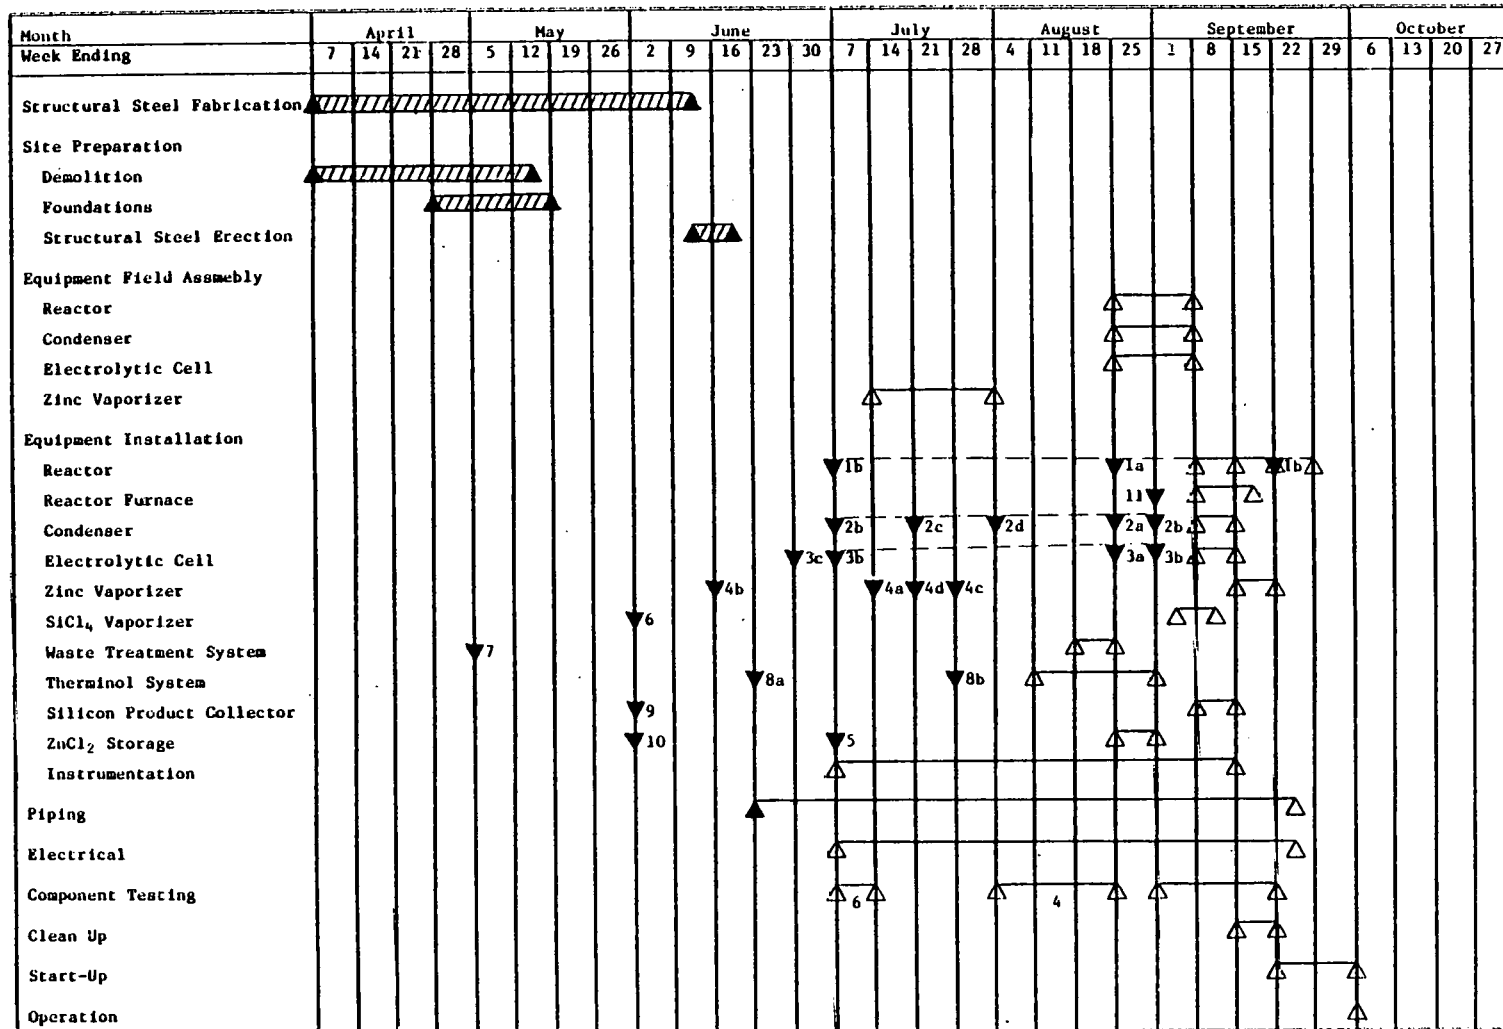 Month April May June July August September October
Week Ending 7 14 21 28 5 12 19 26 2 9 16 23 30 7 14 21 28 4 11 18 25 1 8 15 22 29 6 13 20 27
Structural Steel Fabrication
Site Preparation
Demolition
Foundations
Structural Steel Erection
Equipment Field Assmebly
Reactor
Condenser
Electrolytic Cell
Zinc Vaporizer
Equipment Installation
Reactor 1b 1a 1b
Reactor Furnace 11
Condenser 2b 2c 2d 2a 2b
Electrolytic Cell 3c 3b 3a 3b
Zinc Vaporizer 4b 4a 4d 4c
SiCl4 Vaporizer 6
Waste Treatment System 7
Therminol System 8a 8b
Silicon Product Collector 9
ZnCl2 Storage 10 5
Instrumentation
Piping
Electrical
Component Testing 6 4
Clean Up
Start-Up
Operation